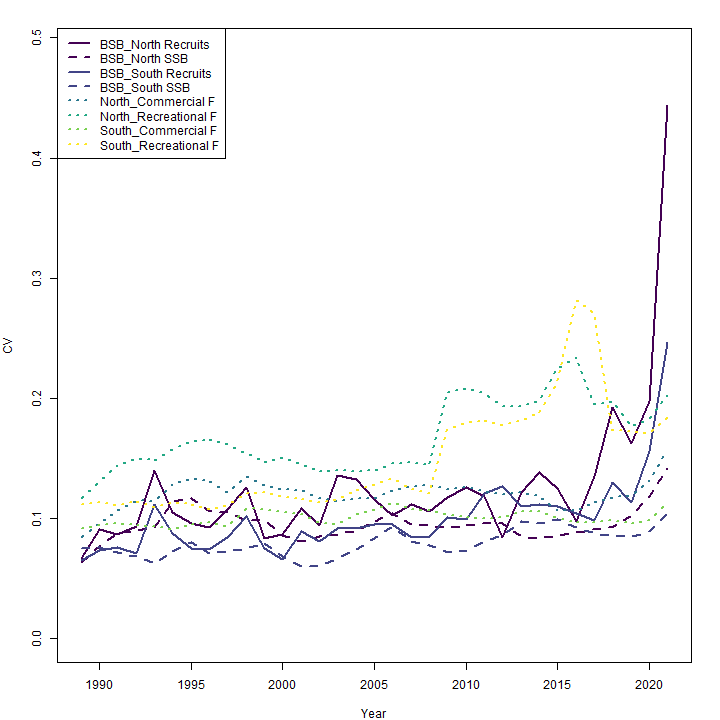 0.5
BSB_North Recruits
BSB_North SSB
BSB_South Recruits
BSB_South SSB
North_Commercial F
North_Recreational F
South_Commercial F
South_Recreational F
0.4
0.3
CV
0.2
0.1
0.0
1990 1995 2000 2005 2010 2015 2020
Year